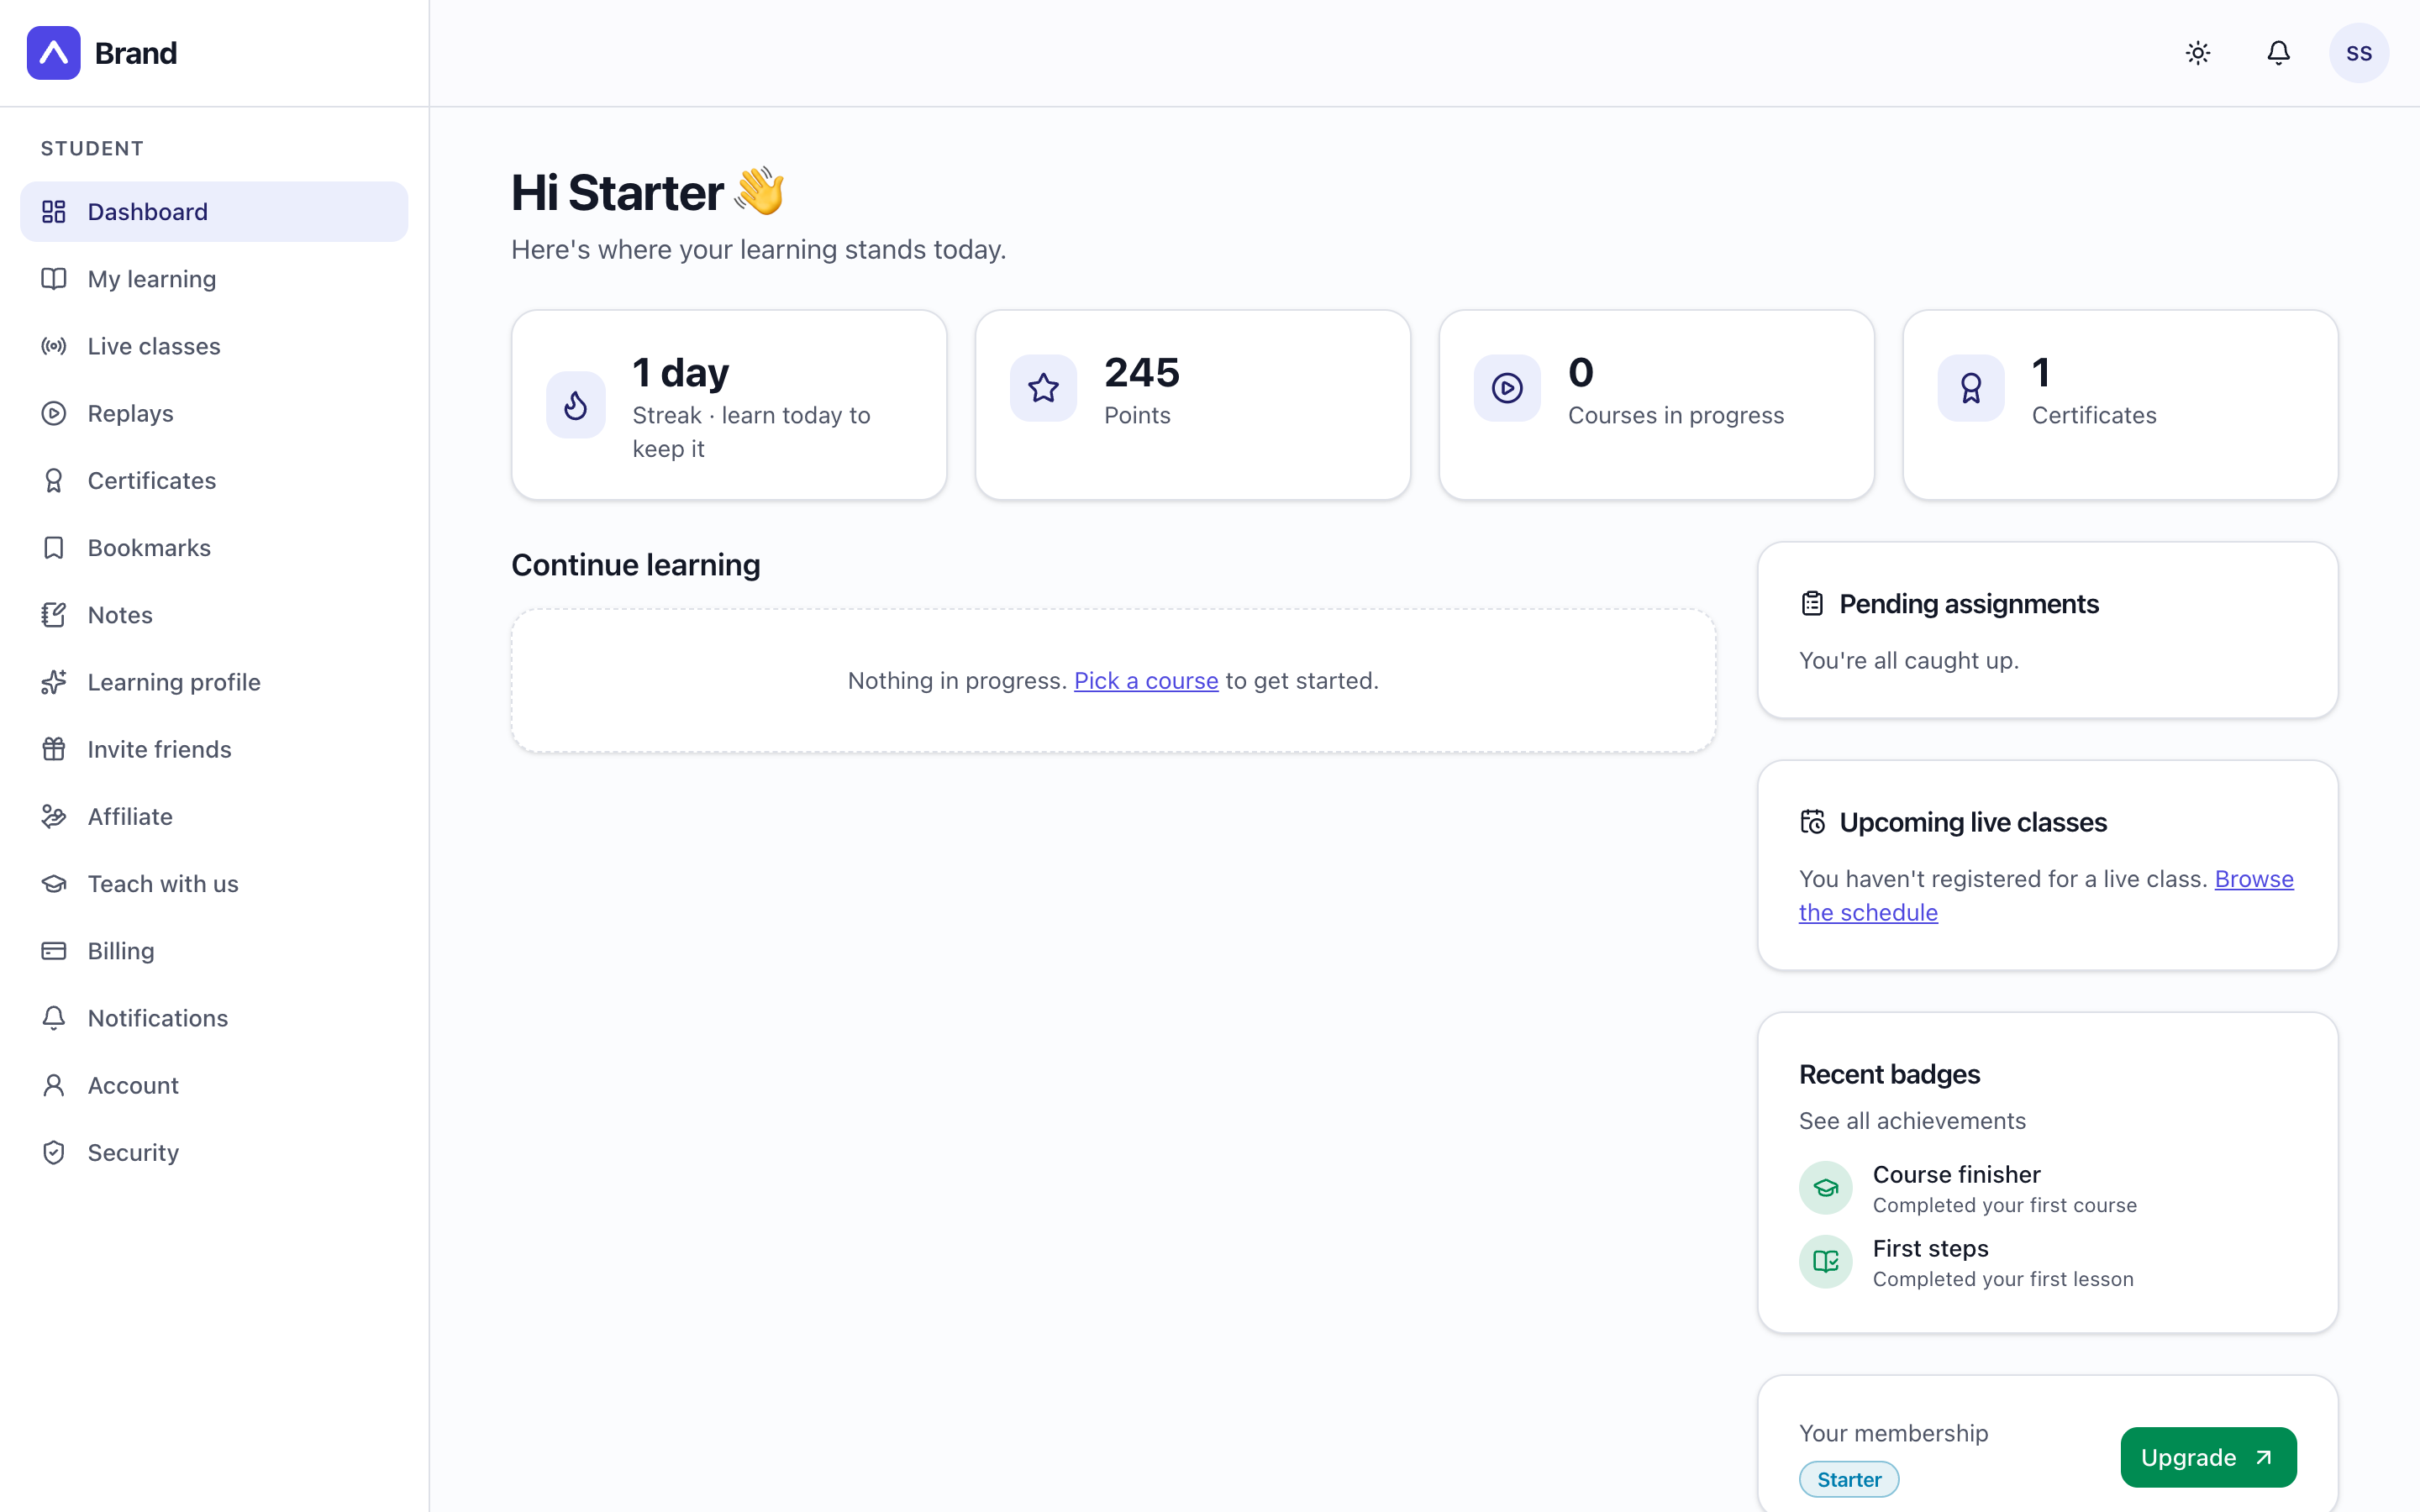 Brand
SS
STUDENT
Dashboard
My learning
Live classes
Replays
Certificates
Bookmarks
Notes
Learning profile
Invite friends
Affiliate
Teach with us
Billing
Notifications
Account
Security
Hi Starter 👋
Here's where your learning stands today.
1 day
Streak · learn today to
keep it
245
Points
0
Courses in progress
1
Certificates
Continue learning
Nothing in progress. Pick a course to get started.
Pending assignments
You're all caught up.
Upcoming live classes
You haven't registered for a live class. Browse
the schedule
Recent badges
See all achievements
Course finisher
Completed your first course
First steps
Completed your first lesson
Your membership
Starter
Upgrade